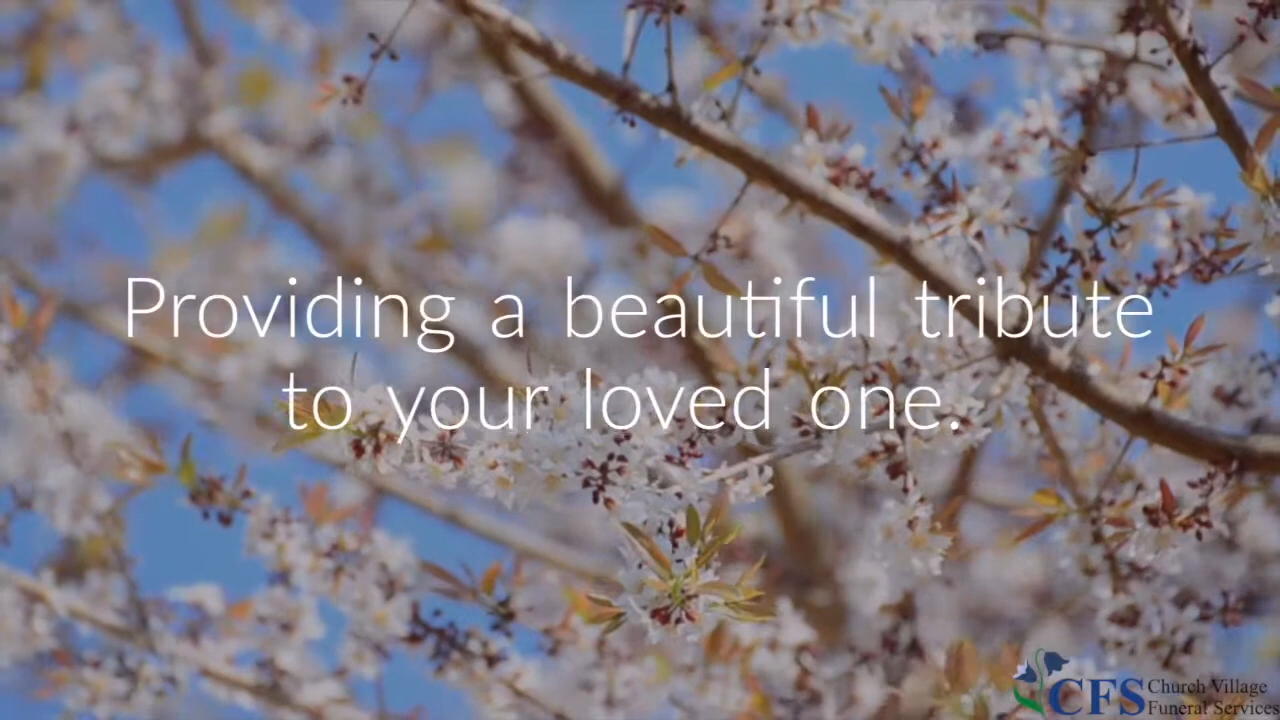 Providing a beautiful tribute
to your loved one.
CFS Church Village
Funeral Services